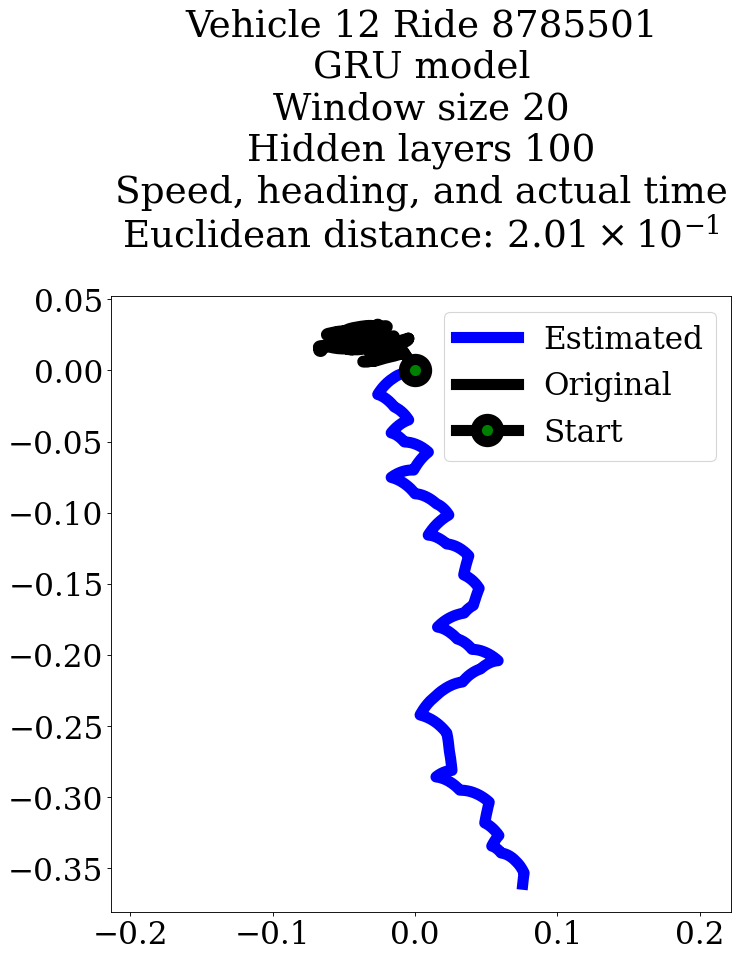 Vehicle 12 Ride 8785501
GRU model
Window size 20
Hidden layers 100
Speed, heading, and actual time
Euclidean distance: 2.01 × 10⁻¹
0.05
0.00
−0.05
−0.10
−0.15
−0.20
−0.25
−0.30
−0.35
Estimated
Original
Start
−0.2
−0.1
0.0
0.1
0.2